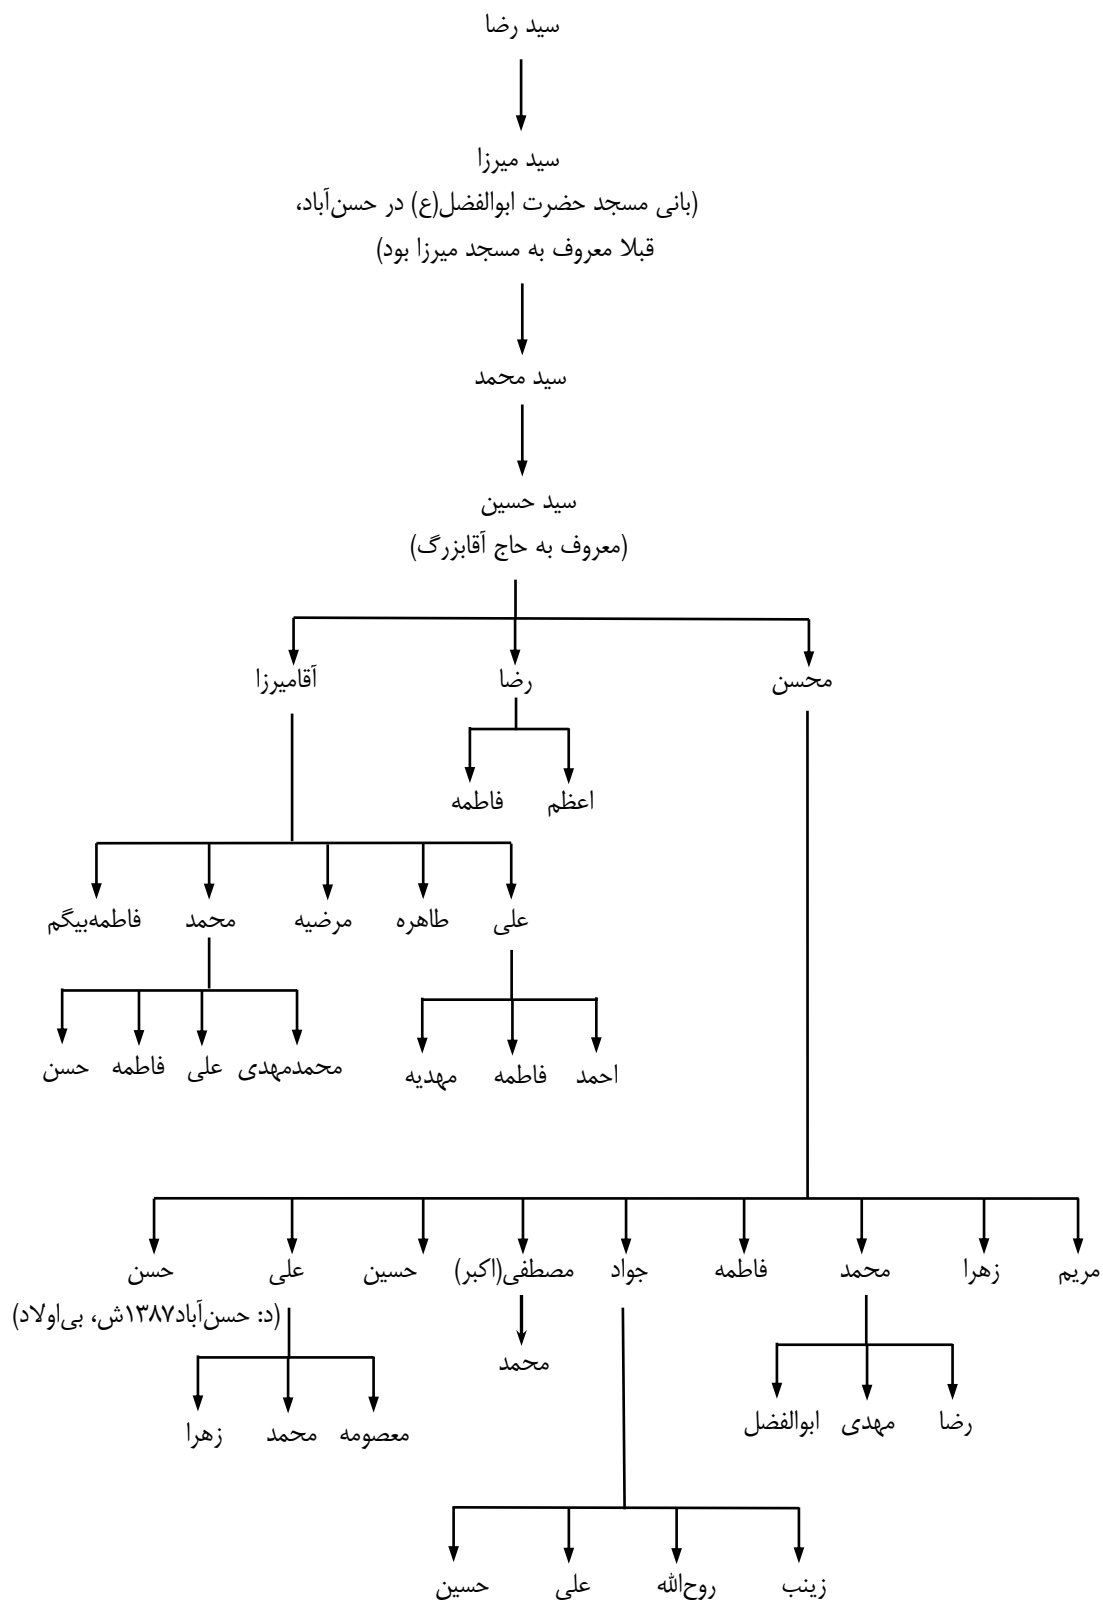 سید رضا
سید میرزا
(بانی مسجد حضرت ابوالفضل(ع) در حسن‌آباد،
قبلا معروف به مسجد میرزا بود)
سید محمد
سید حسین
(معروف به حاج آقابزرگ)
محسن رضا آقامیرزا
اعظم فاطمه
علی طاهره مرضیه محمد فاطمه‌بیگم
احمد فاطمه مهدیه محمدمهدی علی فاطمه حسن
مریم زهرا محمد فاطمه جواد مصطفی(اکبر) حسین علی حسن
(د: حسن‌آباد۱۳۸۷ش، بی‌اولاد)
محمد
رضا مهدی ابوالفضل معصومه محمد زهرا
زینب روح‌الله علی حسین